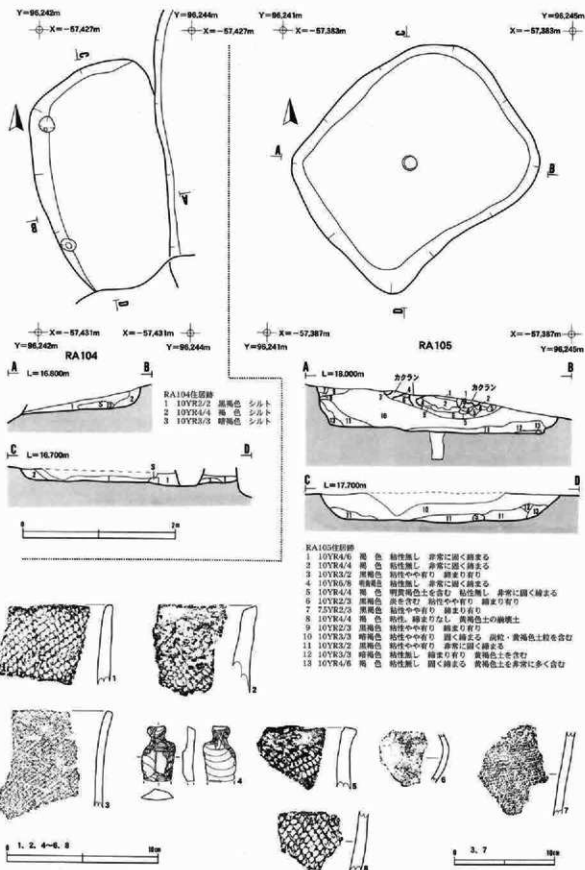 Y=96,242m
Y=96,244m
X=-57,427m
X=-57,427m
C
A
B
D
X=-57,431m
X=-57,431m
Y=96,242m
Y=96,244m
RA104
Y=96,241m
Y=96,245m
X=-57,383m
X=-57,383m
C
A
B
D
X=-57,387m
X=-57,387m
Y=96,241m
Y=96,245m
RA105
A
L=16.600m
B
RA104住居跡
1 10YR2/2 黒褐色 シルト
2 10YR4/4 褐 色 シルト
3 10YR3/3 暗褐色 シルト
C
L=16.700m
D
0
2m
A
L=18.000m
B
カクラン
カクラン
C
L=17.700m
D
RA105住居跡
1 10YR4/6 褐 色 粘性無し 非常に固く締まる
2 10YR4/4 褐 色 粘性無し 非常に固く締まる
3 10YR3/2 黒褐色 粘性やや有り 締まり有り
4 10YR6/8 明黄褐色 粘性無し 非常に固く締まる
5 10YR4/4 褐 色 明黄褐色土を含む 粘性無し 非常に固く締まる
6 10YR2/3 黒褐色 炭を含む 粘性やや有り 締まり有り
7 7.5YR2/3 黒褐色 粘性やや有り 締まり有り
8 10YR4/4 褐 色 粘性、締まりなし 黄褐色土の崩壊土
9 10YR2/3 黒褐色 粘性やや有り 締まり有り
10 10YR3/3 暗褐色 粘性やや有り 固く締まる 炭粒・黄褐色土粒を含む
11 10YR3/2 黒褐色 粘性やや有り 非常に固く締まる
12 10YR3/3 暗褐色 粘性無し 締まり有り 黄褐色土を含む
13 10YR4/6 褐 色 粘性無し 固く締まる 黄褐色土を非常に多く含む
1
2
3
4
5
6
7
8
0
1、2、4~6、8
10cm
0
3、7
10cm